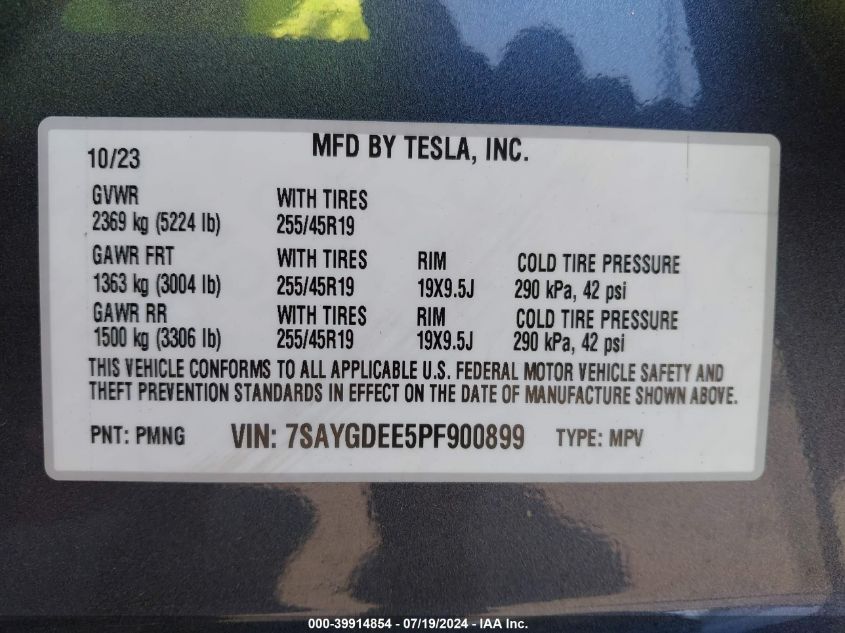 10/23 MFD BY TESLA, INC.
GVWR WITH TIRES
2369 kg (5224 lb) 255/45R19
GAWR FRT WITH TIRES RIM COLD TIRE PRESSURE
1363 kg (3004 lb) 255/45R19 19X9.5J 290 kPa, 42 psi
GAWR RR WITH TIRES RIM COLD TIRE PRESSURE
1500 kg (3306 lb) 255/45R19 19X9.5J 290 kPa, 42 psi
THIS VEHICLE CONFORMS TO ALL APPLICABLE U.S. FEDERAL MOTOR VEHICLE SAFETY AND
THEFT PREVENTION STANDARDS IN EFFECT ON THE DATE OF MANUFACTURE SHOWN ABOVE.
PNT: PMNG VIN: 7SAYGDEE5PF900899 TYPE: MPV
000-39914854 - 07/19/2024 - IAA Inc.